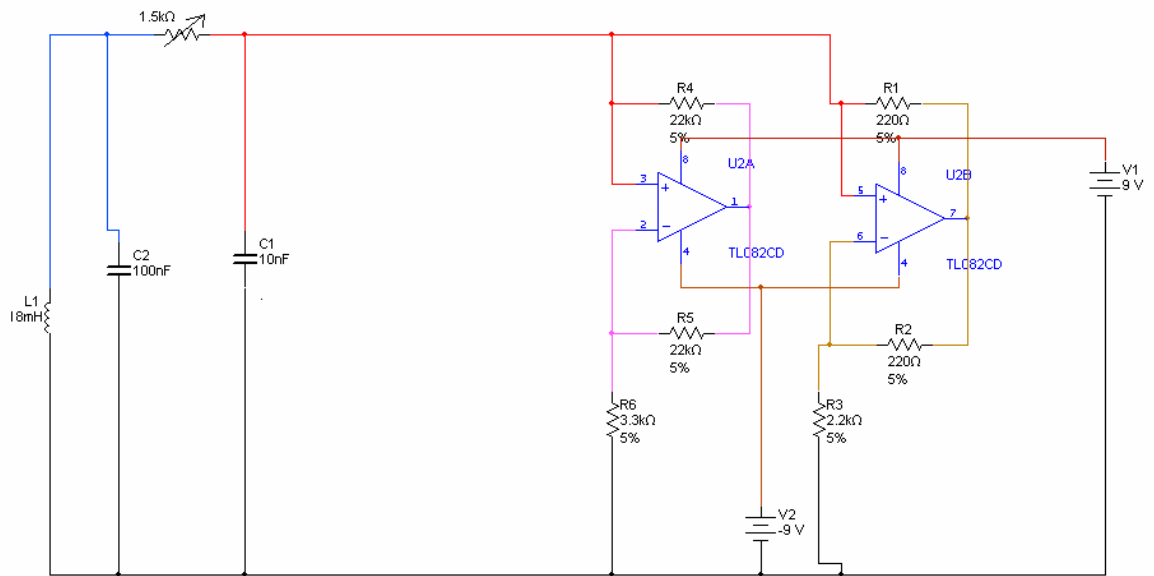 1.5kΩ
R4
22kΩ
5%
R1
220Ω
5%
8
U2A
3
+
2
−
1
4
TL082CD
8
U2B
5
+
6
−
7
4
TL082CD
V1
9 V
C2
100nF
C1
10nF
L1
18mH
R5
22kΩ
5%
R2
220Ω
5%
R6
3.3kΩ
5%
R3
2.2kΩ
5%
V2
-9 V